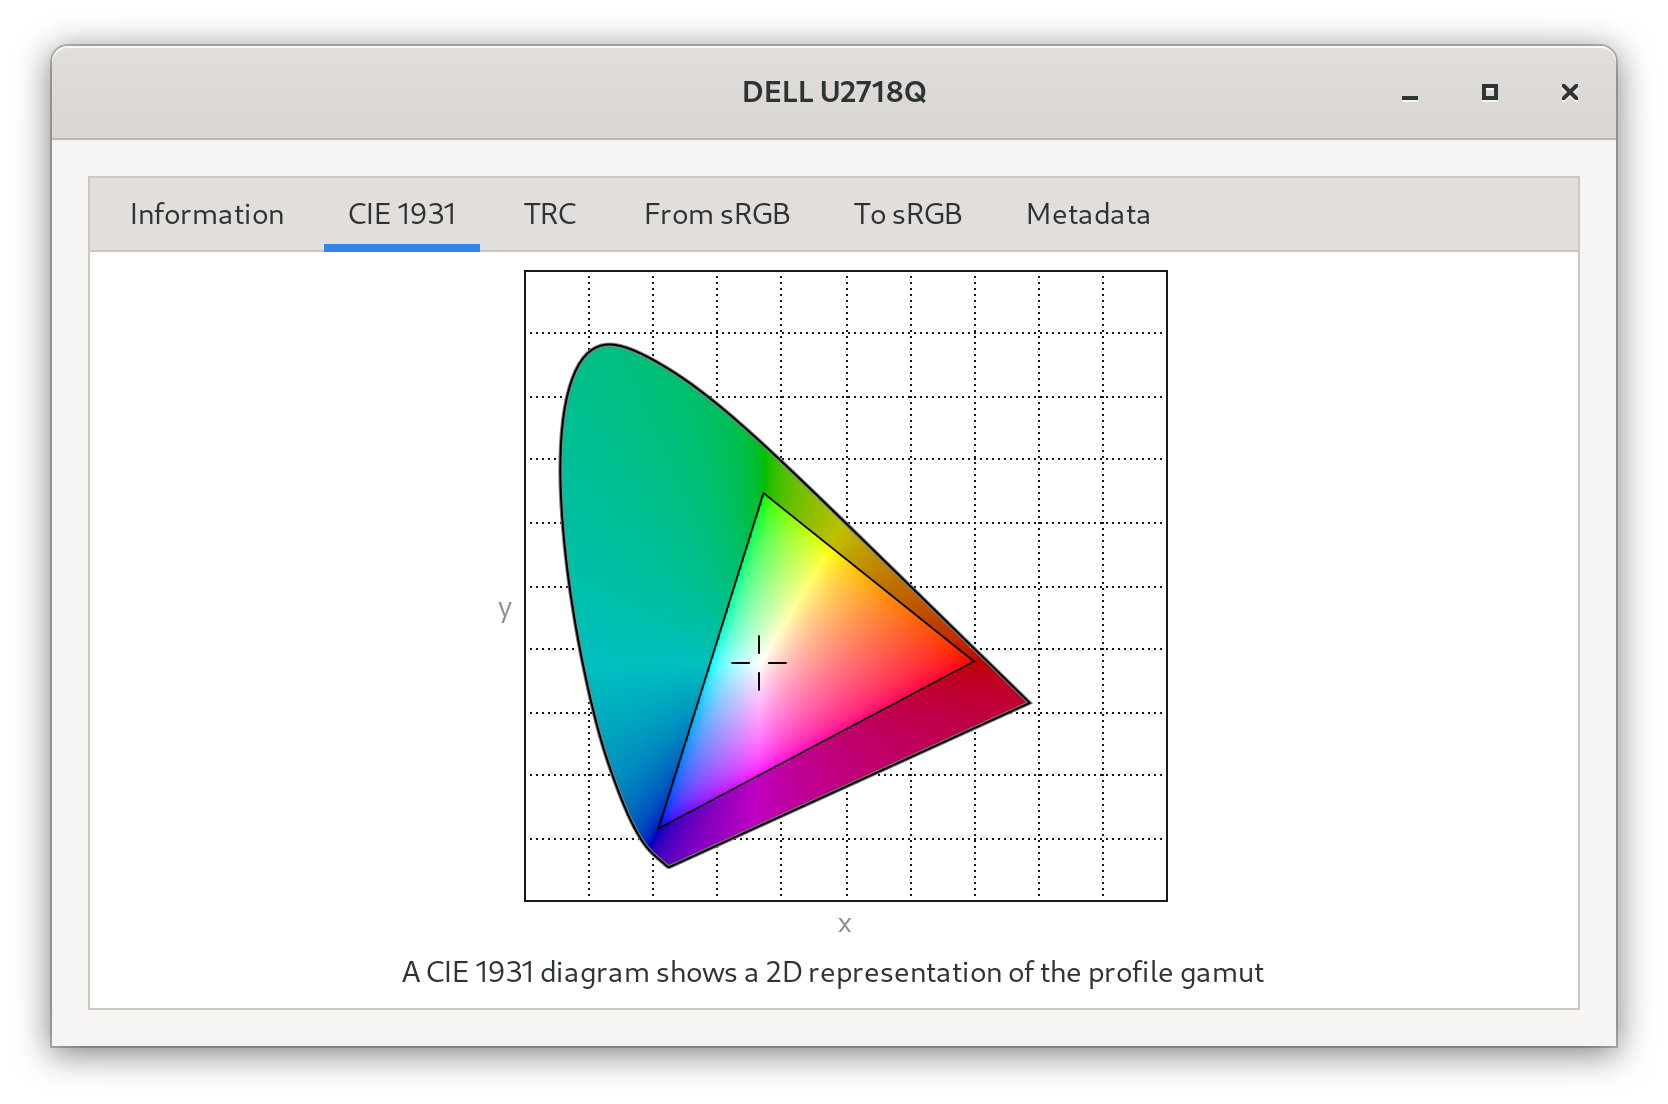 DELL U2718Q
Information CIE 1931 TRC From sRGB To sRGB Metadata
y
x
A CIE 1931 diagram shows a 2D representation of the profile gamut